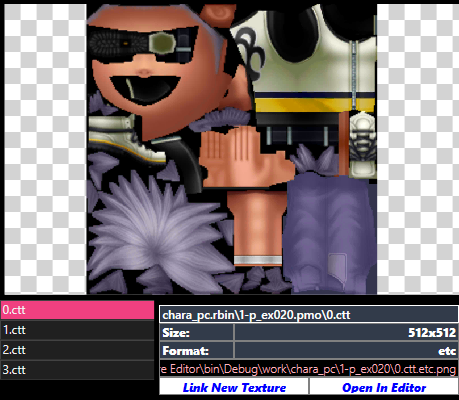 0.ctt
1.ctt
2.ctt
3.ctt
chara_pc.rbin\1-p_ex020.pmo\0.ctt
Size: 512x512
Format: etc
e Editor\bin\Debug\work\chara_pc\1-p_ex020\0.ctt.etc.png
Link New Texture Open In Editor